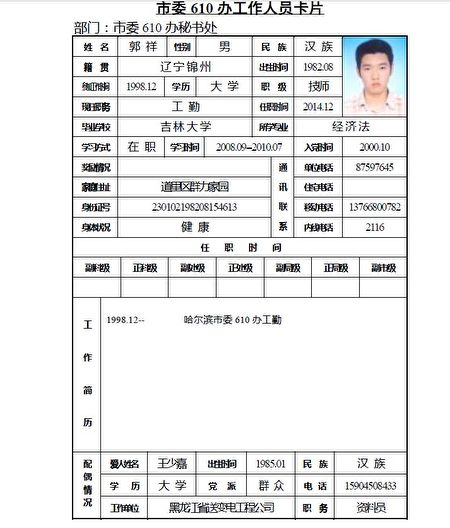 市委 610 办工作人员卡片
部门：市委 610 办秘书处
姓 名 郭 祥 性别 男 民 族 汉 族
籍 贯 辽宁锦州 出生时间 1982.08
参加工作时间 1998.12 学历 大 学 职 级 技师
现任职务 工 勤 任职时间 2014.12
毕业学校 吉林大学 所学专业 经济法
学习方式 在 职 学习时间 2008.09--2010.07 入党时间 2000.10
奖惩情况 通讯联系 单位电话 87597645
家庭住址 道里区群力家园 住宅电话
身份证号 230102198208154613 移动电话 13766800782
身体状况 健 康 内线电话 2116
任 职 时 间
副科级 正科级 副处级 正处级 副局级 正局级 副市级
工作简历
1998.12-- 哈尔滨市委 610 办工勤
配偶情况 爱人姓名 王少嘉 出生时间 1985.01 民 族 汉 族
学 历 大 学 党 派 群 众 电 话 15904508433
工作单位 黑龙江省送变电工程公司 职 务 资料员